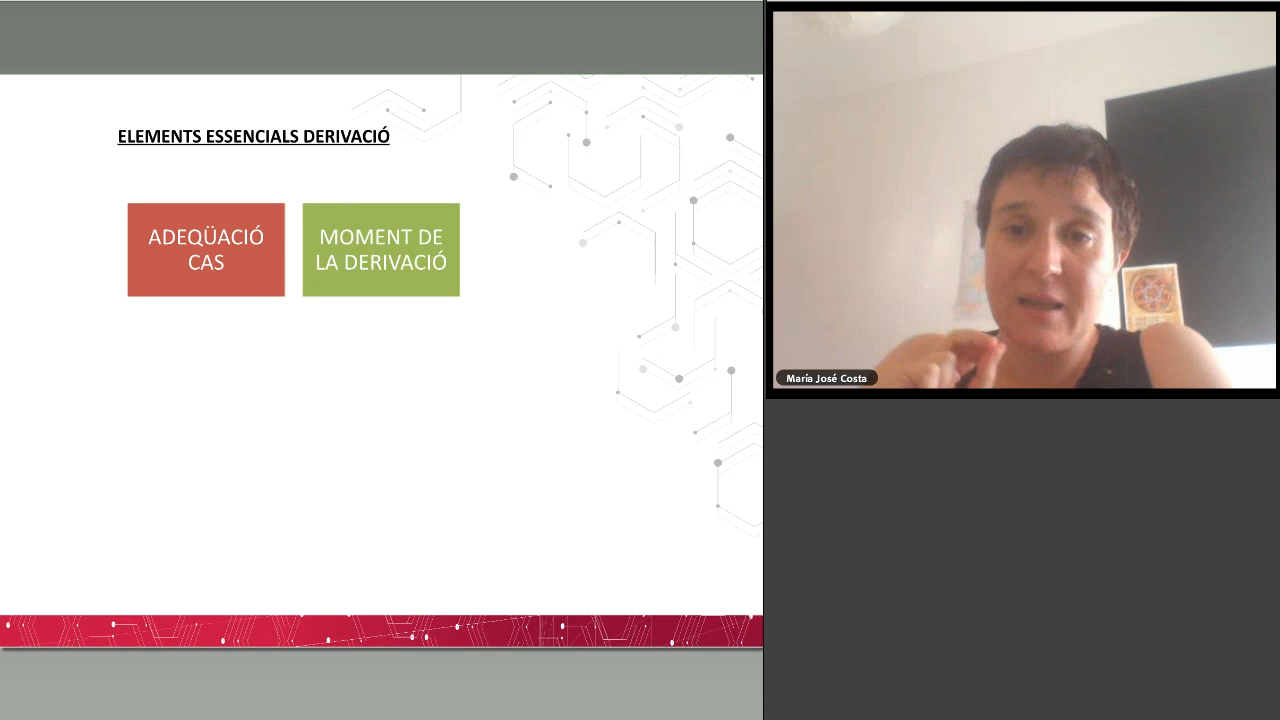 ELEMENTS ESSENCIALS DERIVACIÓ
ADEQÜACIÓ
CAS
MOMENT DE
LA DERIVACIÓ
María José Costa